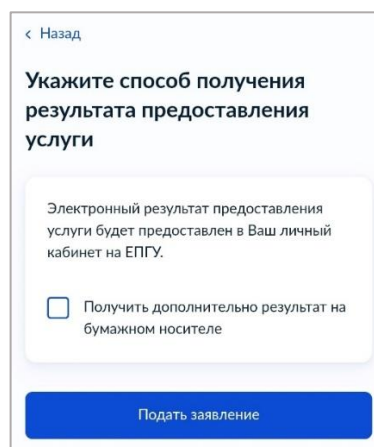 ‹ Назад
Укажите способ получения
результата предоставления
услуги
Электронный результат предоставления
услуги будет предоставлен в Ваш личный
кабинет на ЕПГУ.
Получить дополнительно результат на
бумажном носителе
Подать заявление